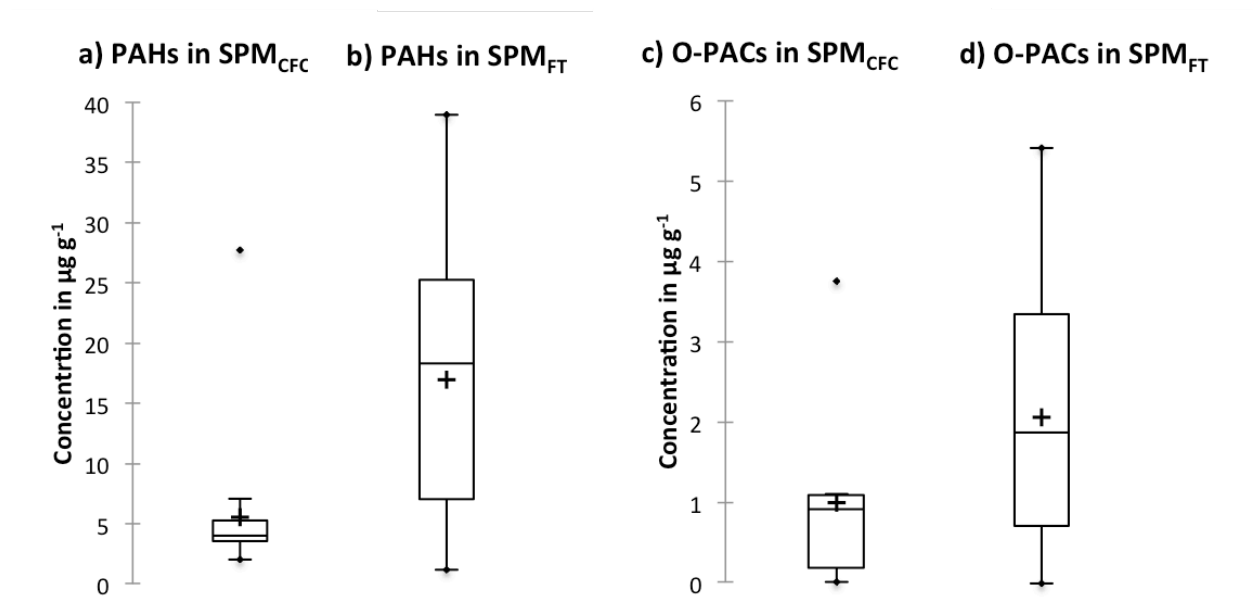 a) PAHs in SPMCFC
b) PAHs in SPMFT
c) O-PACs in SPMCFC
d) O-PACs in SPMFT
Concentrtion in µg g-1
40
35
30
25
20
15
10
5
0
Concentration in µg g-1
6
5
4
3
2
1
0